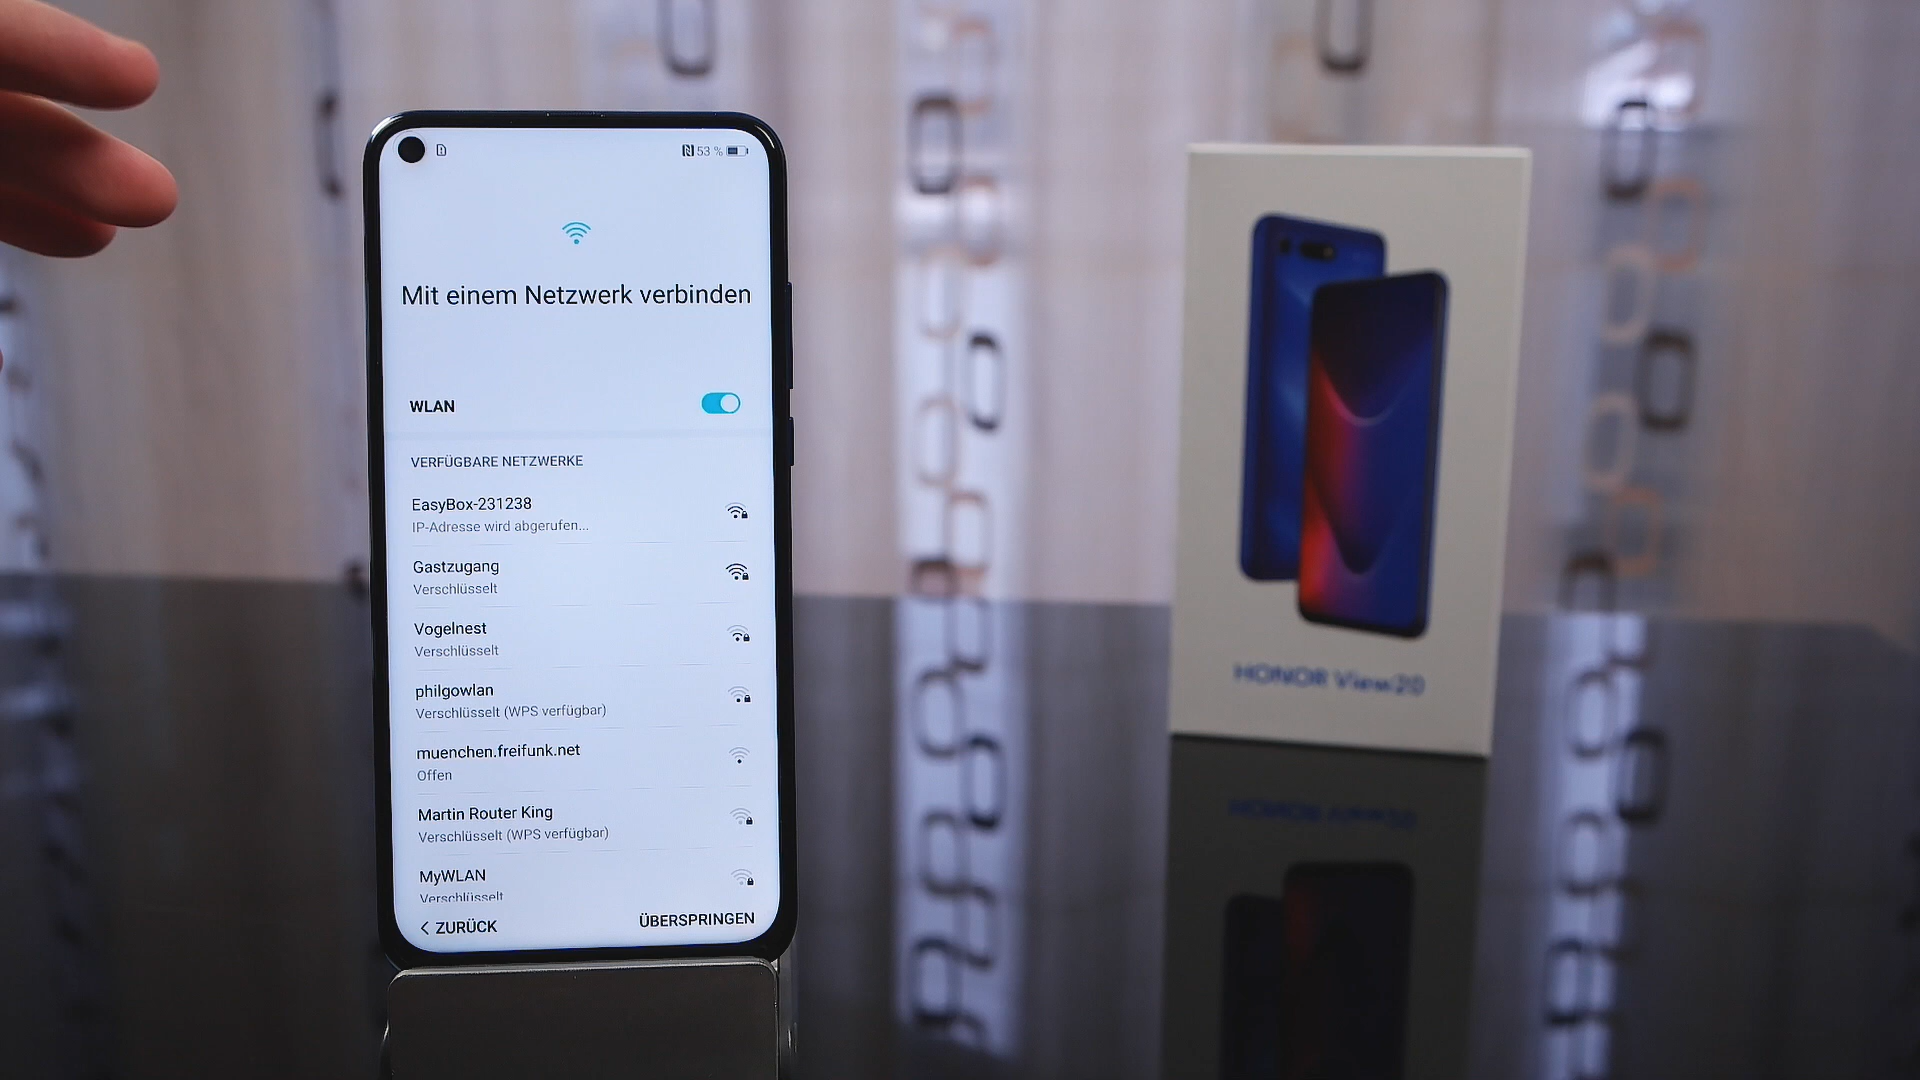 53 %
Mit einem Netzwerk verbinden
WLAN
VERFÜGBARE NETZWERKE
EasyBox-231238
IP-Adresse wird abgerufen...
Gastzugang
Verschlüsselt
Vogelnest
Verschlüsselt
philgowlan
Verschlüsselt (WPS verfügbar)
muenchen.freifunk.net
Offen
Martin Router King
Verschlüsselt (WPS verfügbar)
MyWLAN
Verschlüsselt
< ZURÜCK
ÜBERSPRINGEN
HONOR View20